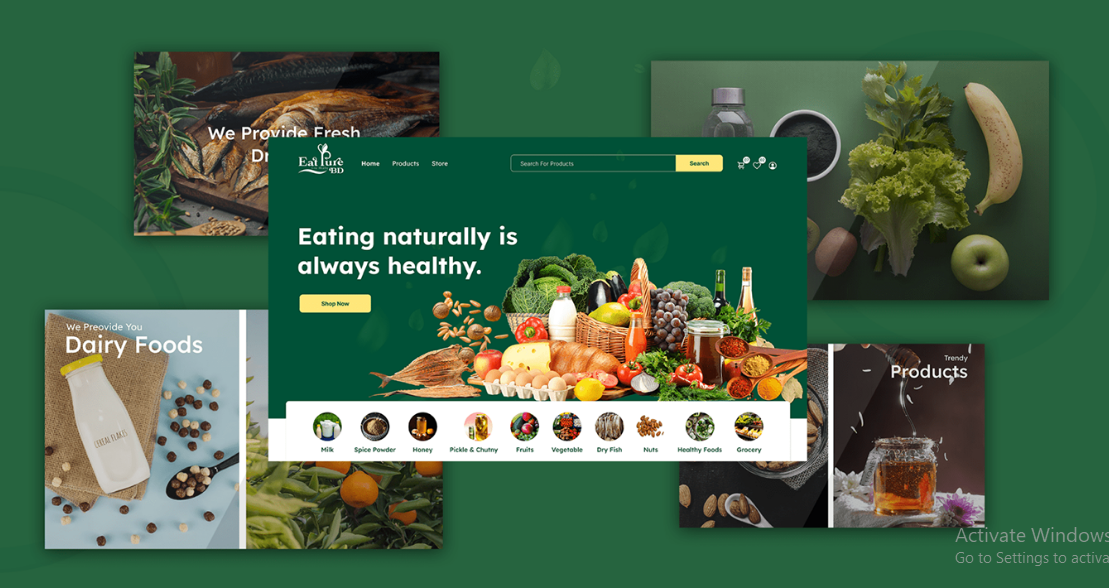 We Provide Fresh
Dr
Eat Pure
BD
Home
Products
Store
Search For Products
Search
Eating naturally is
always healthy.
Shop Now
We Preovide You
Dairy Foods
CEREAL FLAKES
Trendy
Products
Milk
Spice Powder
Honey
Pickle & Chutny
Fruits
Vegetable
Dry Fish
Nuts
Healthy Foods
Grocery
Activate Windows
Go to Settings to activa